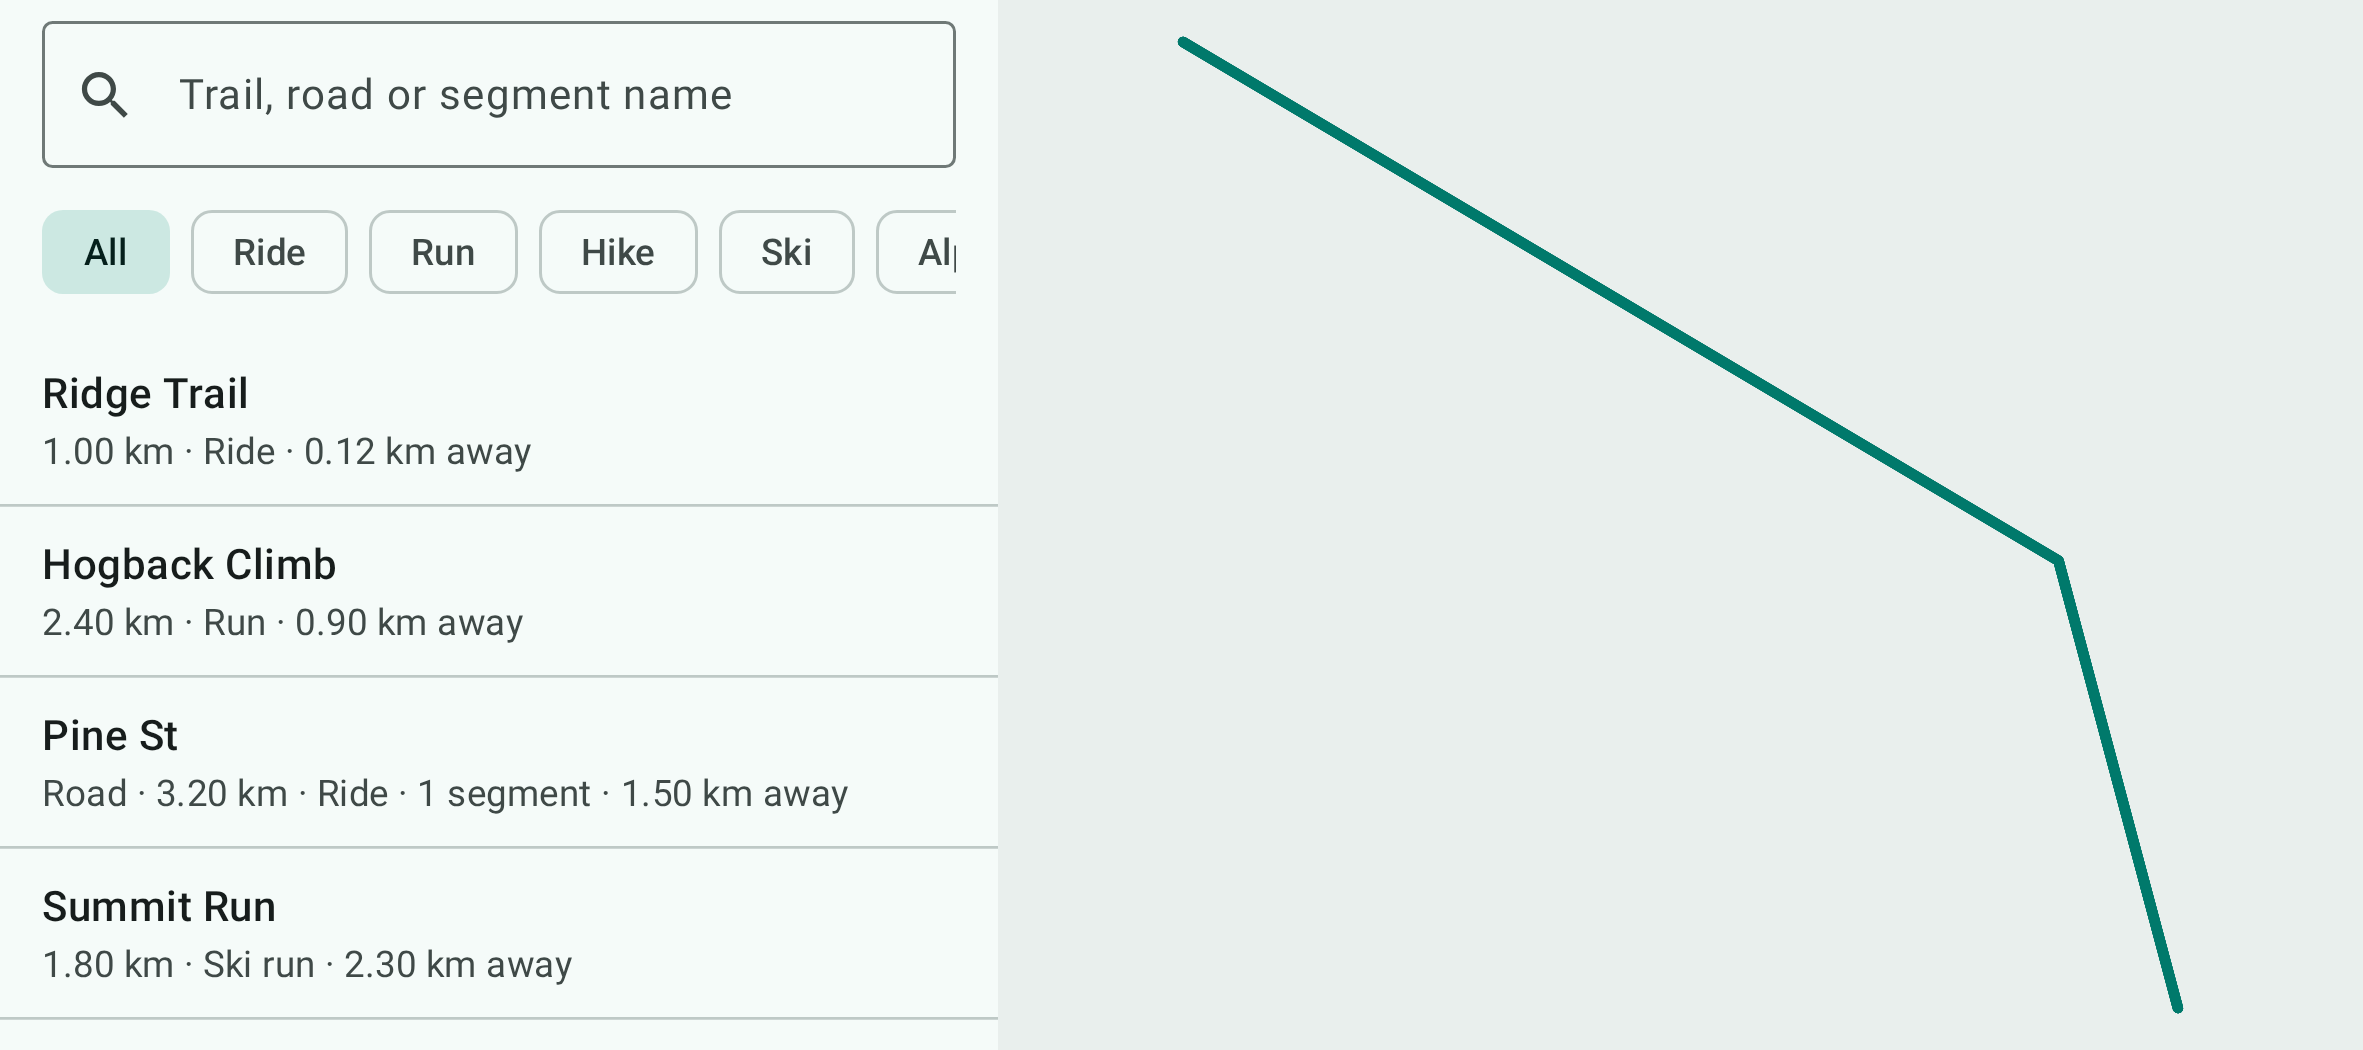 Trail, road or segment name
All Ride Run Hike Ski
Ridge Trail
1.00 km · Ride · 0.12 km away
Hogback Climb
2.40 km · Run · 0.90 km away
Pine St
Road · 3.20 km · Ride · 1 segment · 1.50 km away
Summit Run
1.80 km · Ski run · 2.30 km away